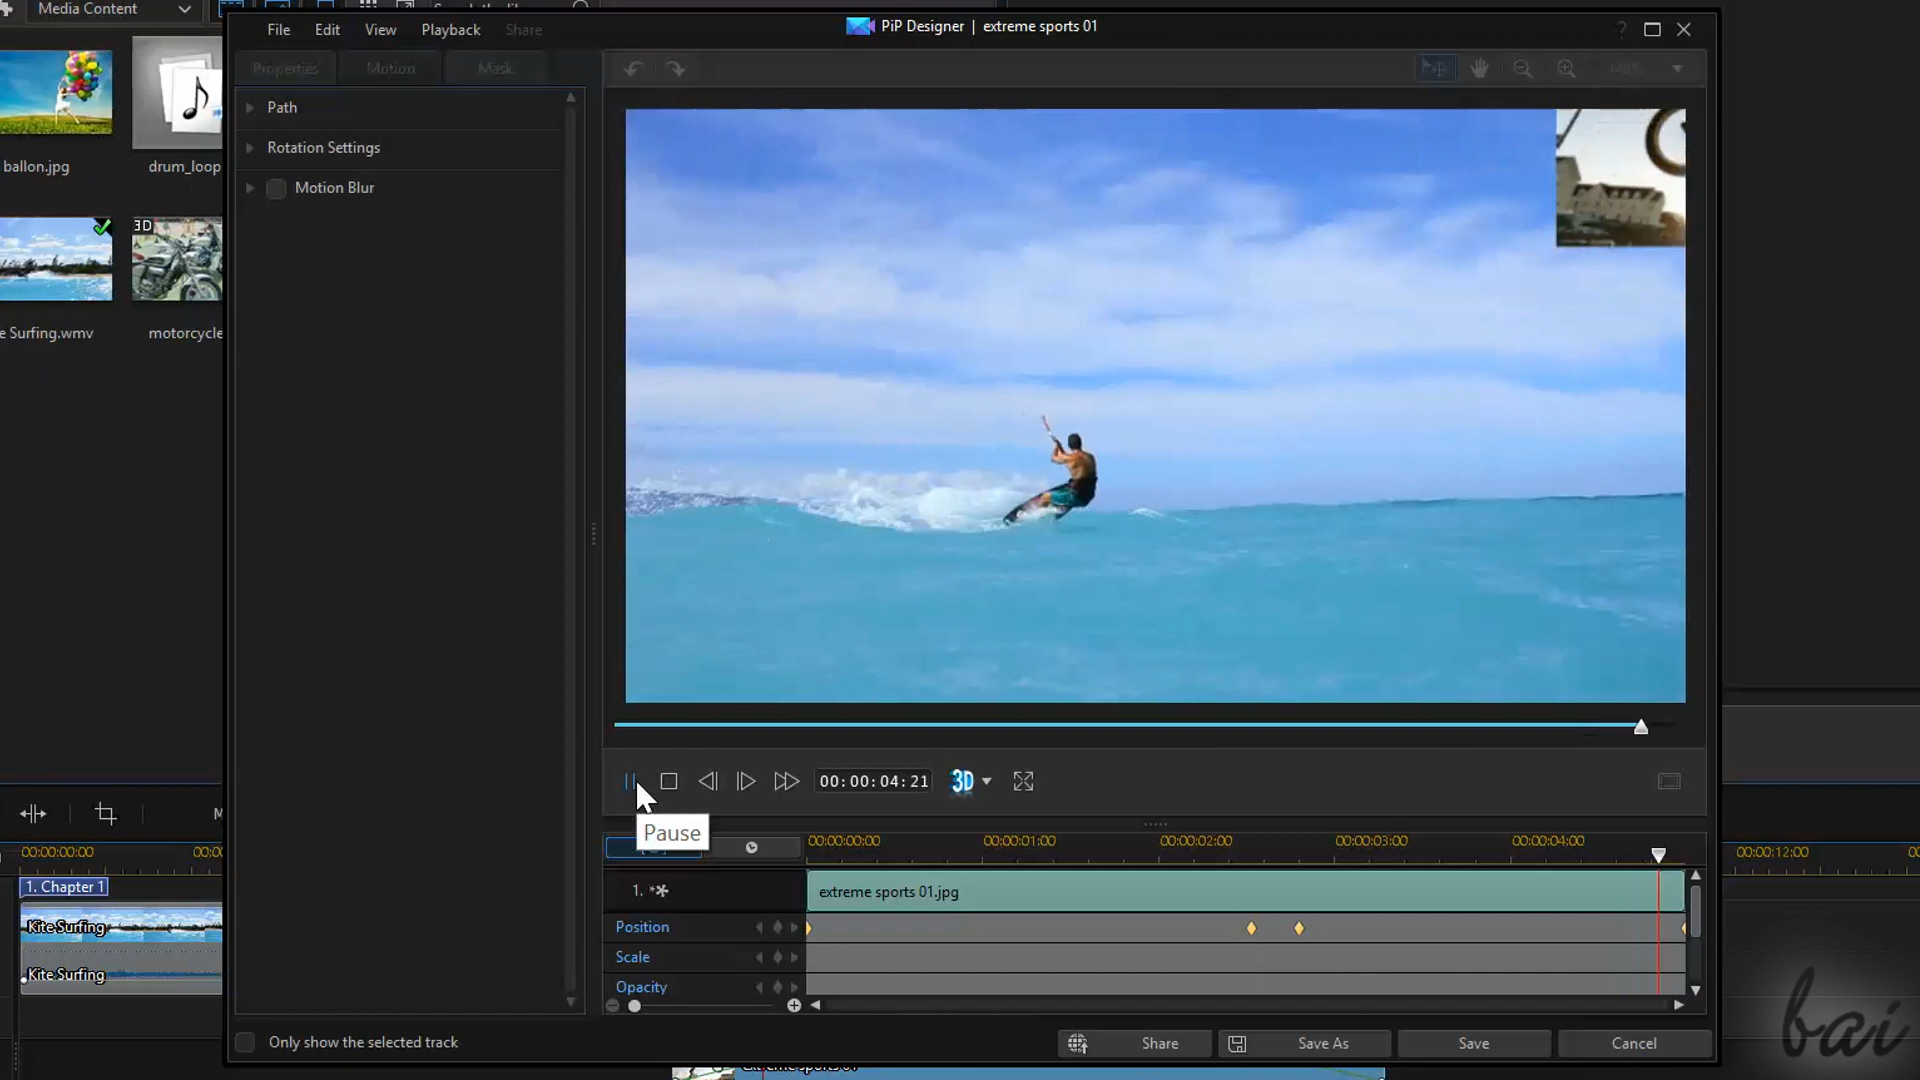 Media Content
File Edit View Playback Share
PiP Designer | extreme sports 01
Properties Motion Mask
Path
Rotation Settings
Motion Blur
ballon.jpg
drum_loop
3D
e Surfing.wmv
motorcycle
00:00:04:21
3D
Pause
00:00:00:00 00:00:01:00 00:00:02:00 00:00:03:00 00:00:04:00
1. extreme sports 01.jpg
Position
Scale
Opacity
M
00:00:00:00 00:0
00:00:12:00
1. Chapter 1
Kite Surfing
Kite Surfing
Only show the selected track
Share Save As Save Cancel
bai